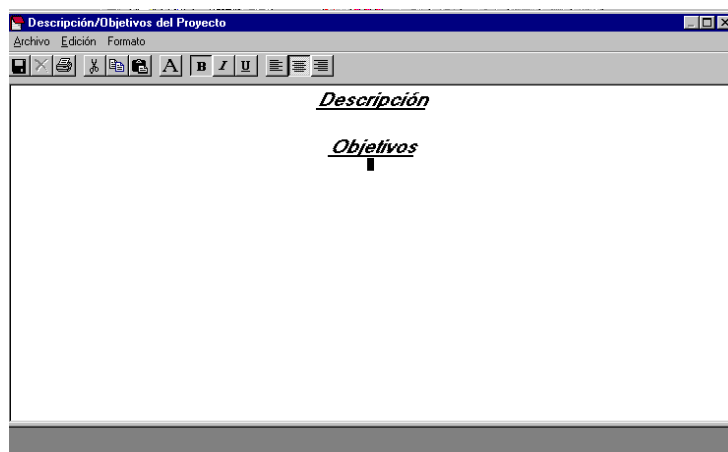 Descripción/Objetivos del Proyecto
Archivo Edición Formato
A B I U
Descripción
Objetivos